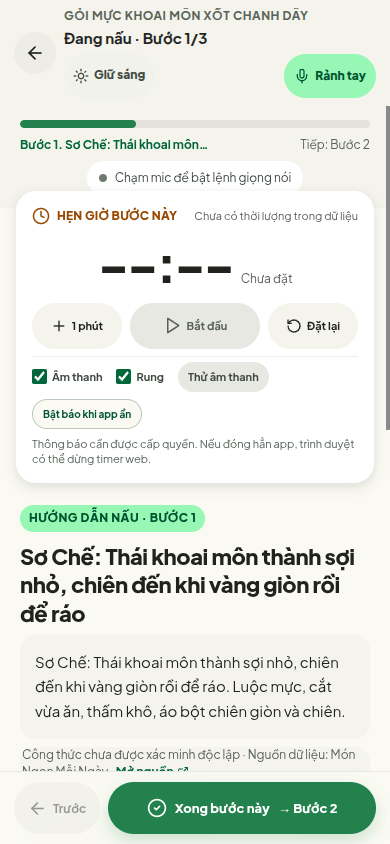 GỎI MỰC KHOAI MÔN XỐT CHANH DÂY
Đang nấu · Bước 1/3
Giữ sáng
Rảnh tay
Bước 1. Sơ Chế: Thái khoai môn…
Tiếp: Bước 2
Chạm mic để bật lệnh giọng nói
HẸN GIỜ BƯỚC NÀY
Chưa có thời lượng trong dữ liệu
--:--
Chưa đặt
1 phút
Bắt đầu
Đặt lại
Âm thanh
Rung
Thử âm thanh
Bật báo khi app ẩn
Thông báo cần được cấp quyền. Nếu đóng hẳn app, trình duyệt
có thể dừng timer web.
HƯỚNG DẪN NẤU · BƯỚC 1
Sơ Chế: Thái khoai môn thành sợi
nhỏ, chiên đến khi vàng giòn rồi
để ráo
Sơ Chế: Thái khoai môn thành sợi nhỏ, chiên
đến khi vàng giòn rồi để ráo. Luộc mực, cắt
vừa ăn, thấm khô, áo bột chiên giòn và chiên.
Công thức chưa được xác minh độc lập · Nguồn dữ liệu: Món
Ngon Mỗi Ngày · Mở nguồn
Trước
Xong bước này → Bước 2